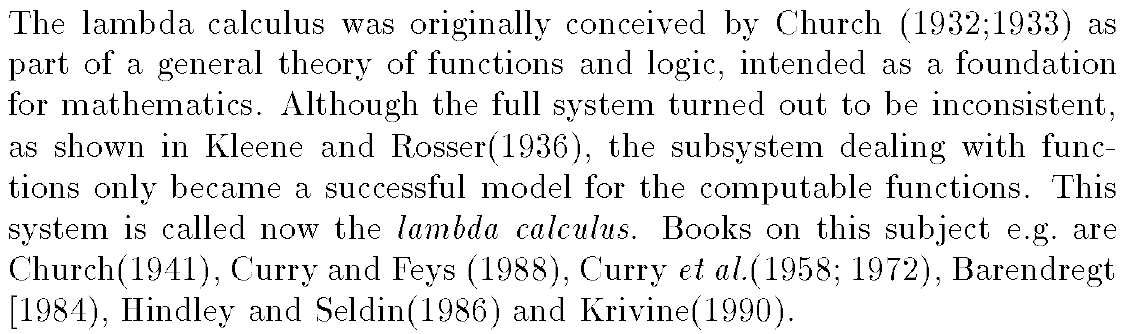 The lambda calculus was originally conceived by Church (1932;1933) as
part of a general theory of functions and logic, intended as a foundation
for mathematics. Although the full system turned out to be inconsistent,
as shown in Kleene and Rosser(1936), the subsystem dealing with func-
tions only became a successful model for the computable functions. This
system is called now the lambda calculus. Books on this subject e.g. are
Church(1941), Curry and Feys (1988), Curry et al.(1958; 1972), Barendregt
[1984), Hindley and Seldin(1986) and Krivine(1990).